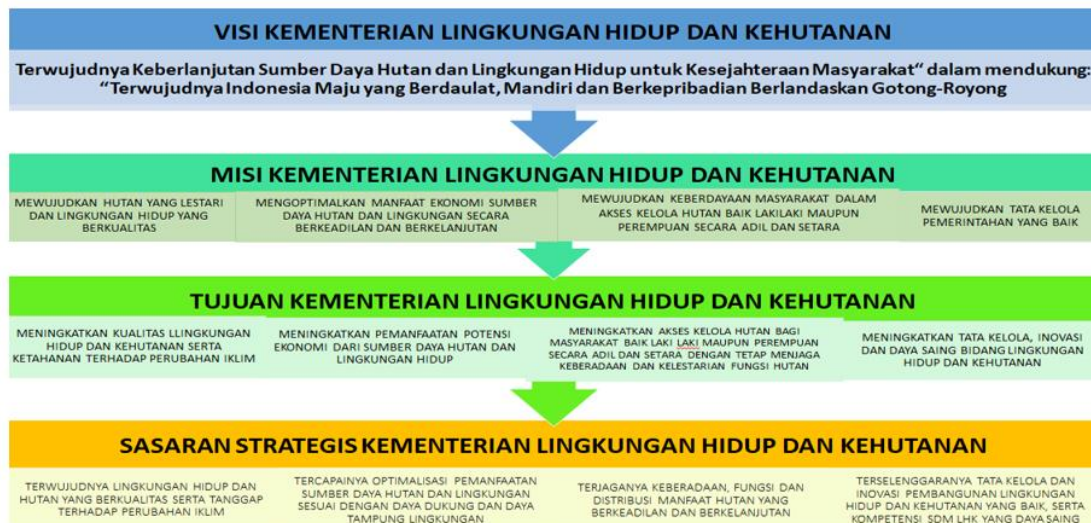 VISI KEMENTERIAN LINGKUNGAN HIDUP DAN KEHUTANAN
Terwujudnya Keberlanjutan Sumber Daya Hutan dan Lingkungan Hidup untuk Kesejahteraan Masyarakat“ dalam mendukung:
“Terwujudnya Indonesia Maju yang Berdaulat, Mandiri dan Berkepribadian Berlandaskan Gotong-Royong
MISI KEMENTERIAN LINGKUNGAN HIDUP DAN KEHUTANAN
MEWUJUDKAN HUTAN YANG LESTARI
DAN LINGKUNGAN HIDUP YANG
BERKUALITAS
MENGOPTIMALKAN MANFAAT EKONOMI SUMBER
DAYA HUTAN DAN LINGKUNGAN SECARA
BERKEADILAN DAN BERKELANJUTAN
MEWUJUDKAN KEBERDAYAAN MASYARAKAT DALAM
AKSES KELOLA HUTAN BAIK LAKILAKI MAUPUN
PEREMPUAN SECARA ADIL DAN SETARA
MEWUJUDKAN TATA KELOLA
PEMERINTAHAN YANG BAIK
TUJUAN KEMENTERIAN LINGKUNGAN HIDUP DAN KEHUTANAN
MENINGKATKAN KUALITAS LLINGKUNGAN
HIDUP DAN KEHUTANAN SERTA
KETAHANAN TERHADAP PERUBAHAN IKLIM
MENINGKATKAN PEMANFAATAN POTENSI
EKONOMI DARI SUMBER DAYA HUTAN DAN
LINGKUNGAN HIDUP
MENINGKATKAN AKSES KELOLA HUTAN BAGI
MASYARAKAT BAIK LAKI LAKI MAUPUN PEREMPUAN
SECARA ADIL DAN SETARA DENGAN TETAP MENJAGA
KEBERADAAN DAN KELESTARIAN FUNGSI HUTAN
MENINGKATKAN TATA KELOLA, INOVASI
DAN DAYA SAING BIDANG LINGKUNGAN
HIDUP DAN KEHUTANAN
SASARAN STRATEGIS KEMENTERIAN LINGKUNGAN HIDUP DAN KEHUTANAN
TERWUJUDNYA LINGKUNGAN HIDUP DAN
HUTAN YANG BERKUALITAS SERTA TANGGAP
TERHADAP PERUBAHAN IKLIM
TERCAPAINYA OPTIMALISASI PEMANFAATAN
SUMBER DAYA HUTAN DAN LINGKUNGAN
SESUAI DENGAN DAYA DUKUNG DAN DAYA
TAMPUNG LINGKUNGAN
TERJAGANYA KEBERADAAN, FUNGSI DAN
DISTRIBUSI MANFAAT HUTAN YANG
BERKEADILAN DAN BERKELANJUTAN
TERSELENGGARANYA TATA KELOLA DAN
INOVASI PEMBANGUNAN LINGKUNGAN
HIDUP DAN KEHUTANAN YANG BAIK, SERTA
KOMPETENSI SDM LHK YANG DAYA SAING